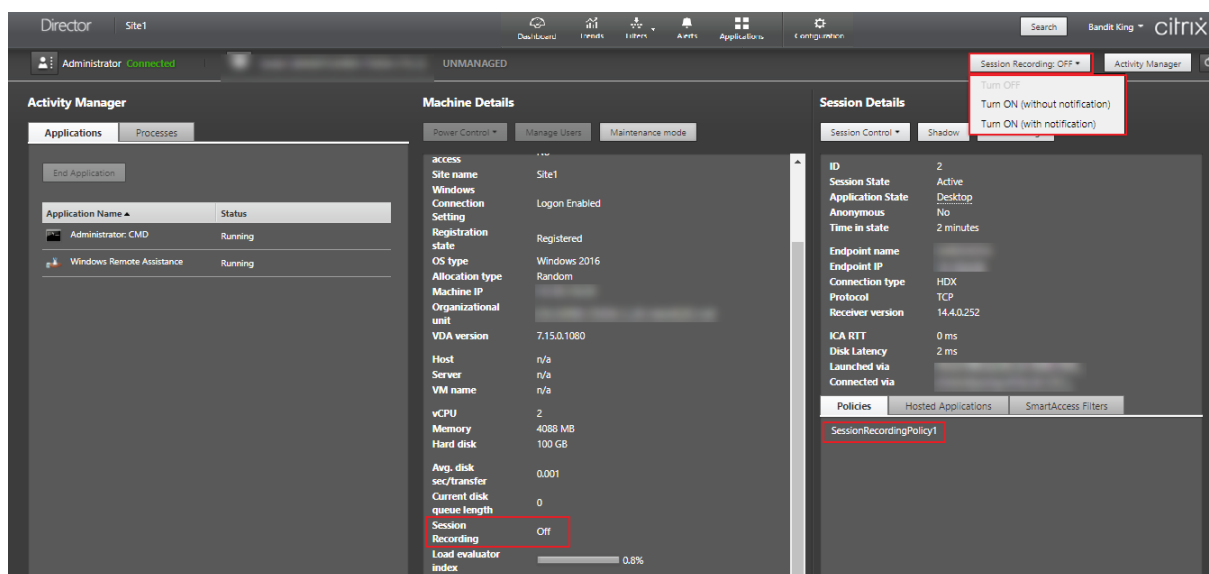 Director Site1
Dashboard Trends Filters Alerts Applications Configuration
Search Bandit King citrix
Administrator Connected UNMANAGED
Session Recording: OFF Activity Manager
Turn OFF
Turn ON (without notification)
Turn ON (with notification)
Activity Manager
Applications Processes
End Application
Application Name Status
Administrator: CMD Running
Windows Remote Assistance Running
Machine Details
Power Control Manage Users Maintenance mode
access
Site name Site1
Windows
Connection Logon Enabled
Setting
Registration
state Registered
OS type Windows 2016
Allocation type Random
Machine IP
Organizational
unit
VDA version 7.15.0.1080
Host n/a
Server n/a
VM name n/a
vCPU 2
Memory 4088 MB
Hard disk 100 GB
Avg. disk
sec/transfer 0.001
Current disk
queue length 0
Session
Recording Off
Load evaluator
index 0.8%
Session Details
Session Control Shadow
ID 2
Session State Active
Application State Desktop
Anonymous No
Time in state 2 minutes
Endpoint name
Endpoint IP
Connection type HDX
Protocol TCP
Receiver version 14.4.0.252
ICA RTT 0 ms
Disk Latency 2 ms
Launched via
Connected via
Policies Hosted Applications SmartAccess Filters
SessionRecordingPolicy1